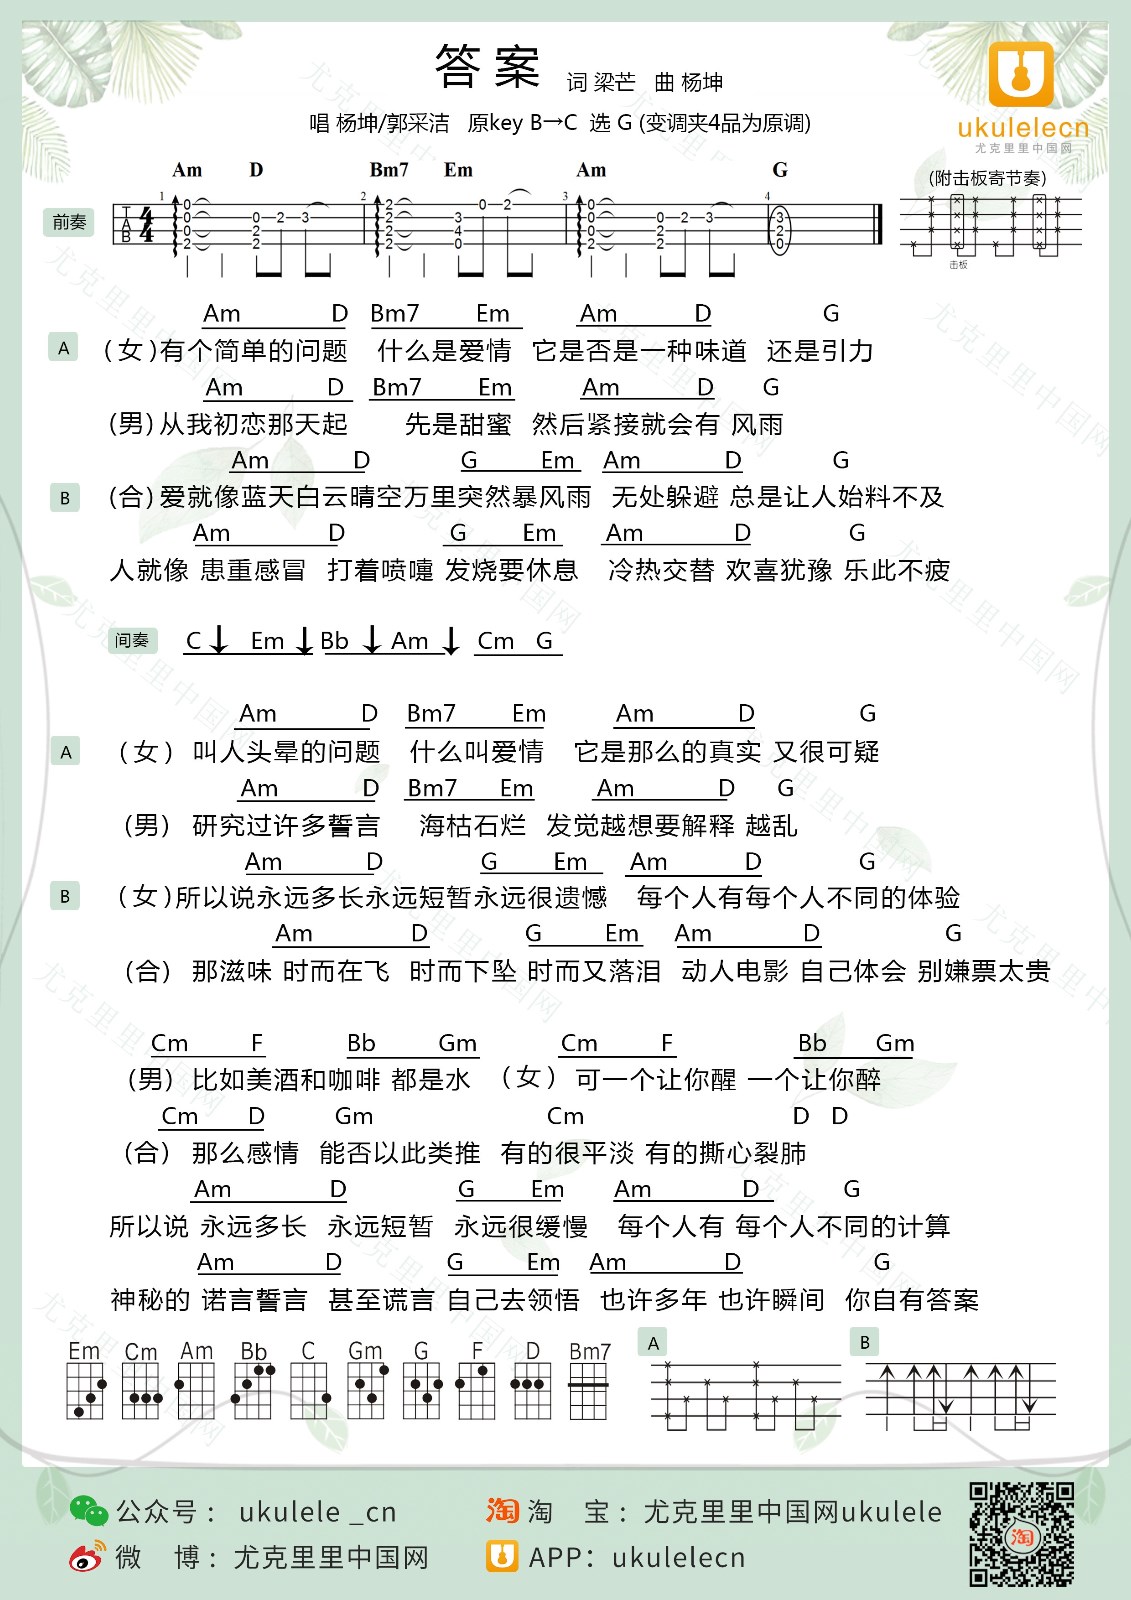 答 案 词 梁芒 曲 杨坤
唱 杨坤/郭采洁 原key B→C 选 G (变调夹4品为原调)
ukulelecn
尤克里里中国网
(附击板寄节奏)
Am D Bm7 Em Am G
前奏
击板
Am D Bm7 Em Am D G
A (女)有个简单的问题 什么是爱情 它是否是一种味道 还是引力
Am D Bm7 Em Am D G
(男)从我初恋那天起 先是甜蜜 然后紧接就会有 风雨
Am D G Em Am D G
B (合)爱就像蓝天白云晴空万里突然暴风雨 无处躲避 总是让人始料不及
Am D G Em Am D G
人就像 患重感冒 打着喷嚏 发烧要休息 冷热交替 欢喜犹豫 乐此不疲
间奏 C↓ Em↓ Bb↓ Am↓ Cm G
Am D Bm7 Em Am D G
A (女) 叫人头晕的问题 什么叫爱情 它是那么的真实 又很可疑
Am D Bm7 Em Am D G
(男) 研究过许多誓言 海枯石烂 发觉越想要解释 越乱
Am D G Em Am D G
B (女)所以说永远多长永远短暂永远很遗憾 每个人有每个人不同的体验
Am D G Em Am D G
(合) 那滋味 时而在飞 时而下坠 时而又落泪 动人电影 自己体会 别嫌票太贵
Cm F Bb Gm Cm F Bb Gm
(男) 比如美酒和咖啡 都是水 (女) 可一个让你醒 一个让你醉
Cm D Gm Cm D D
(合) 那么感情 能否以此类推 有的很平淡 有的撕心裂肺
Am D G Em Am D G
所以说 永远多长 永远短暂 永远很缓慢 每个人有 每个人不同的计算
Am D G Em Am D G
神秘的 诺言誓言 甚至谎言 自己去领悟 也许多年 也许瞬间 你自有答案
Em Cm Am Bb C Gm G F D Bm7 A B
公众号： ukulele _cn
淘 宝：尤克里里中国网ukulele
微 博：尤克里里中国网
APP：ukulelecn
淘